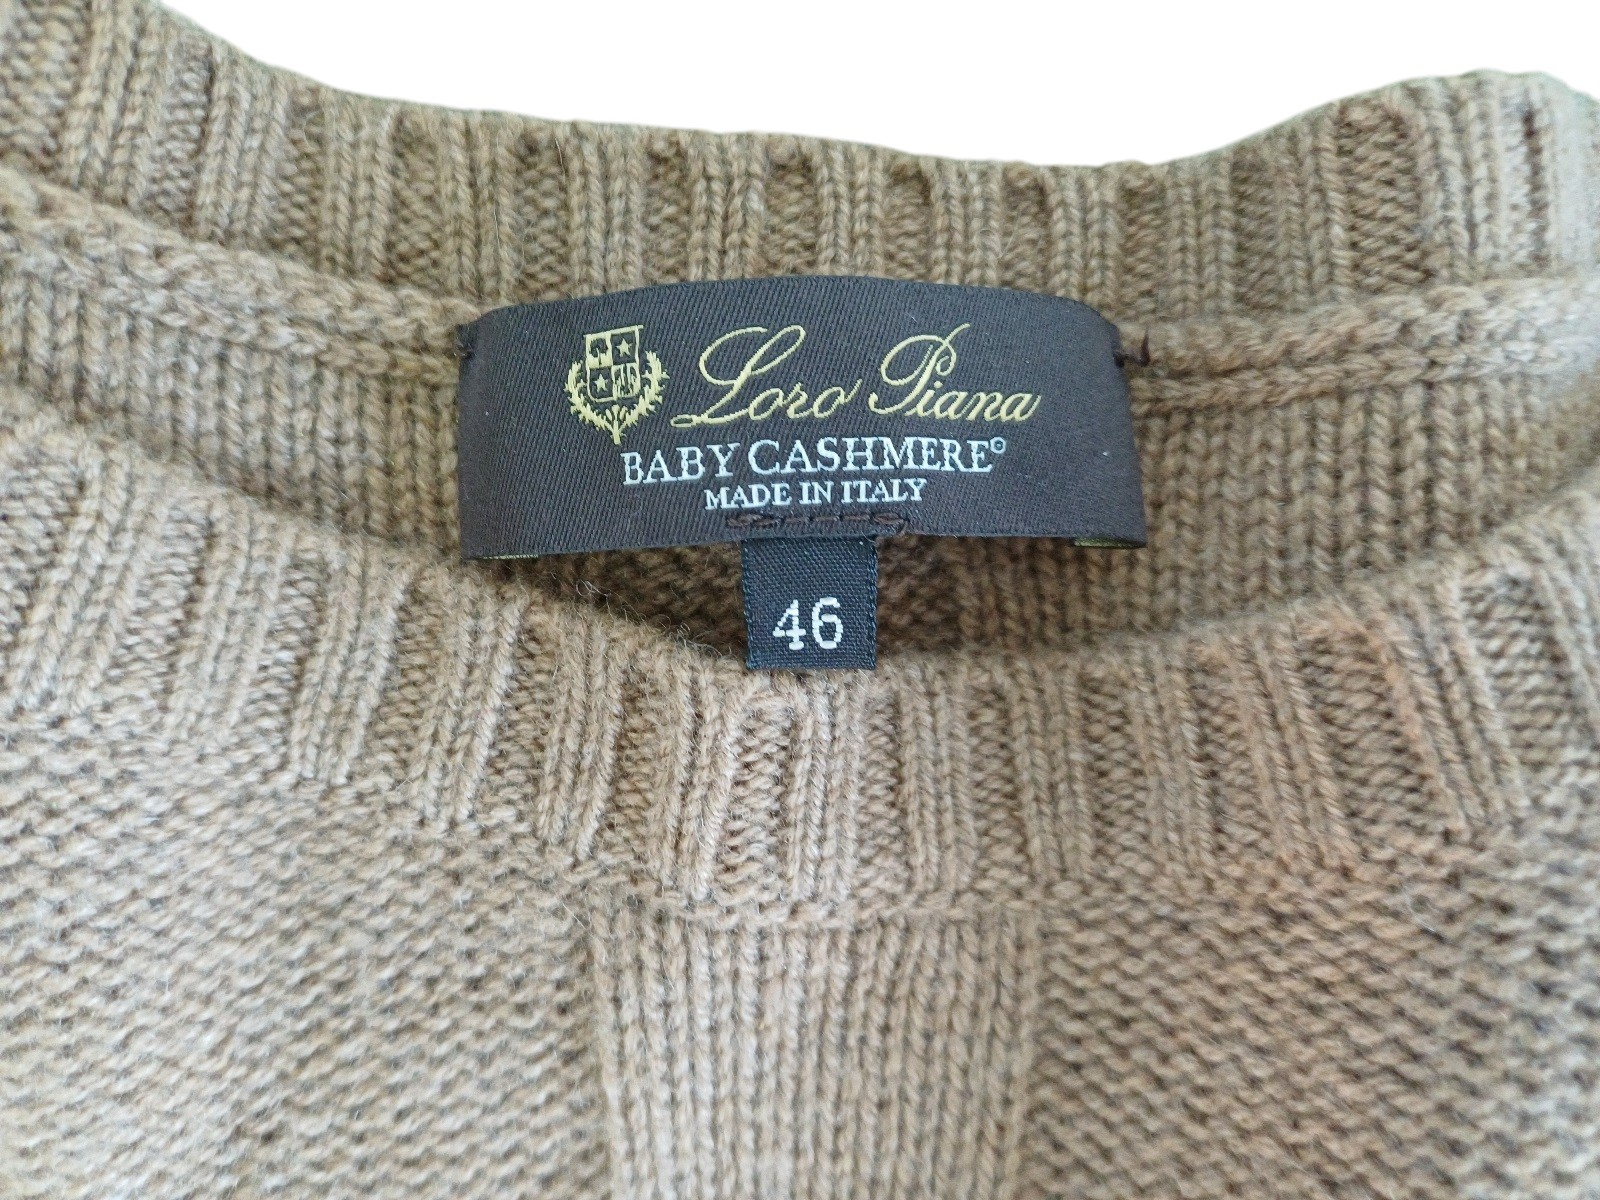 Loro Piana
BABY CASHMERE®
MADE IN ITALY
46